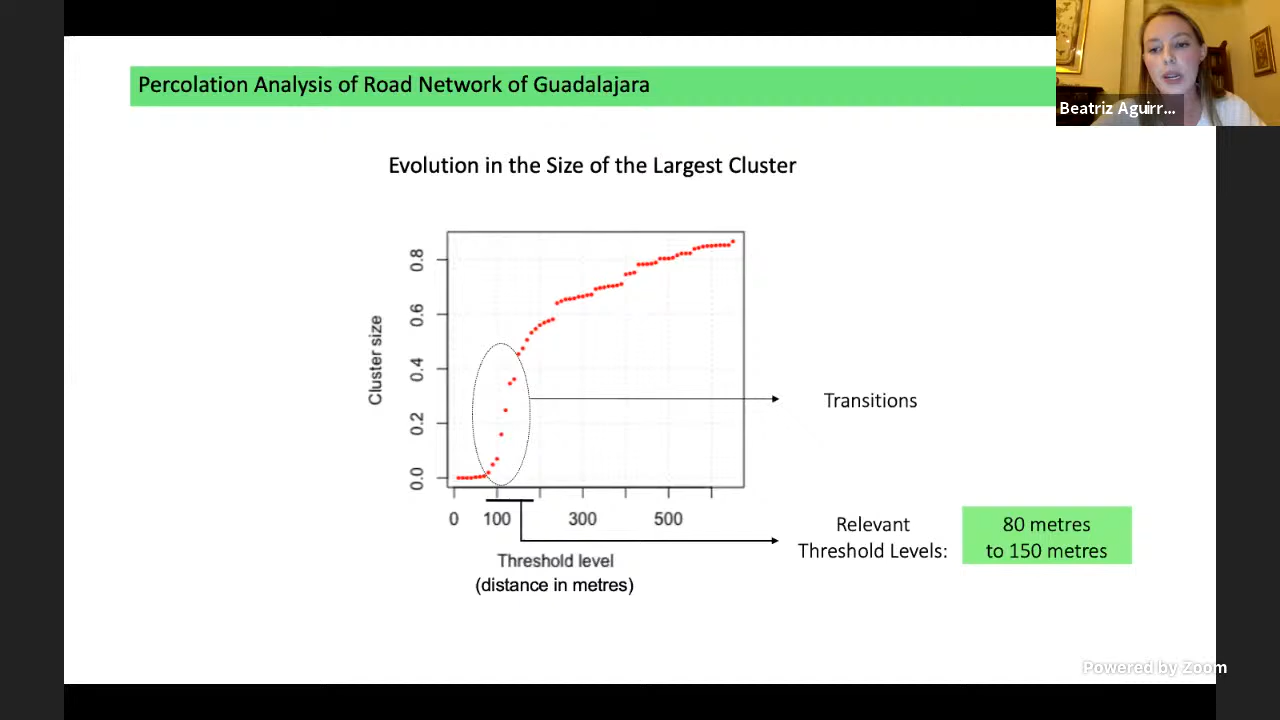 Percolation Analysis of Road Network of Guadalajara
Beatriz Aguirr...
Evolution in the Size of the Largest Cluster
Cluster size
0.8
0.6
0.4
0.2
0.0
Transitions
0 100 300 500
Threshold level
(distance in metres)
Relevant
Threshold Levels:
80 metres
to 150 metres
Powered by Zoom